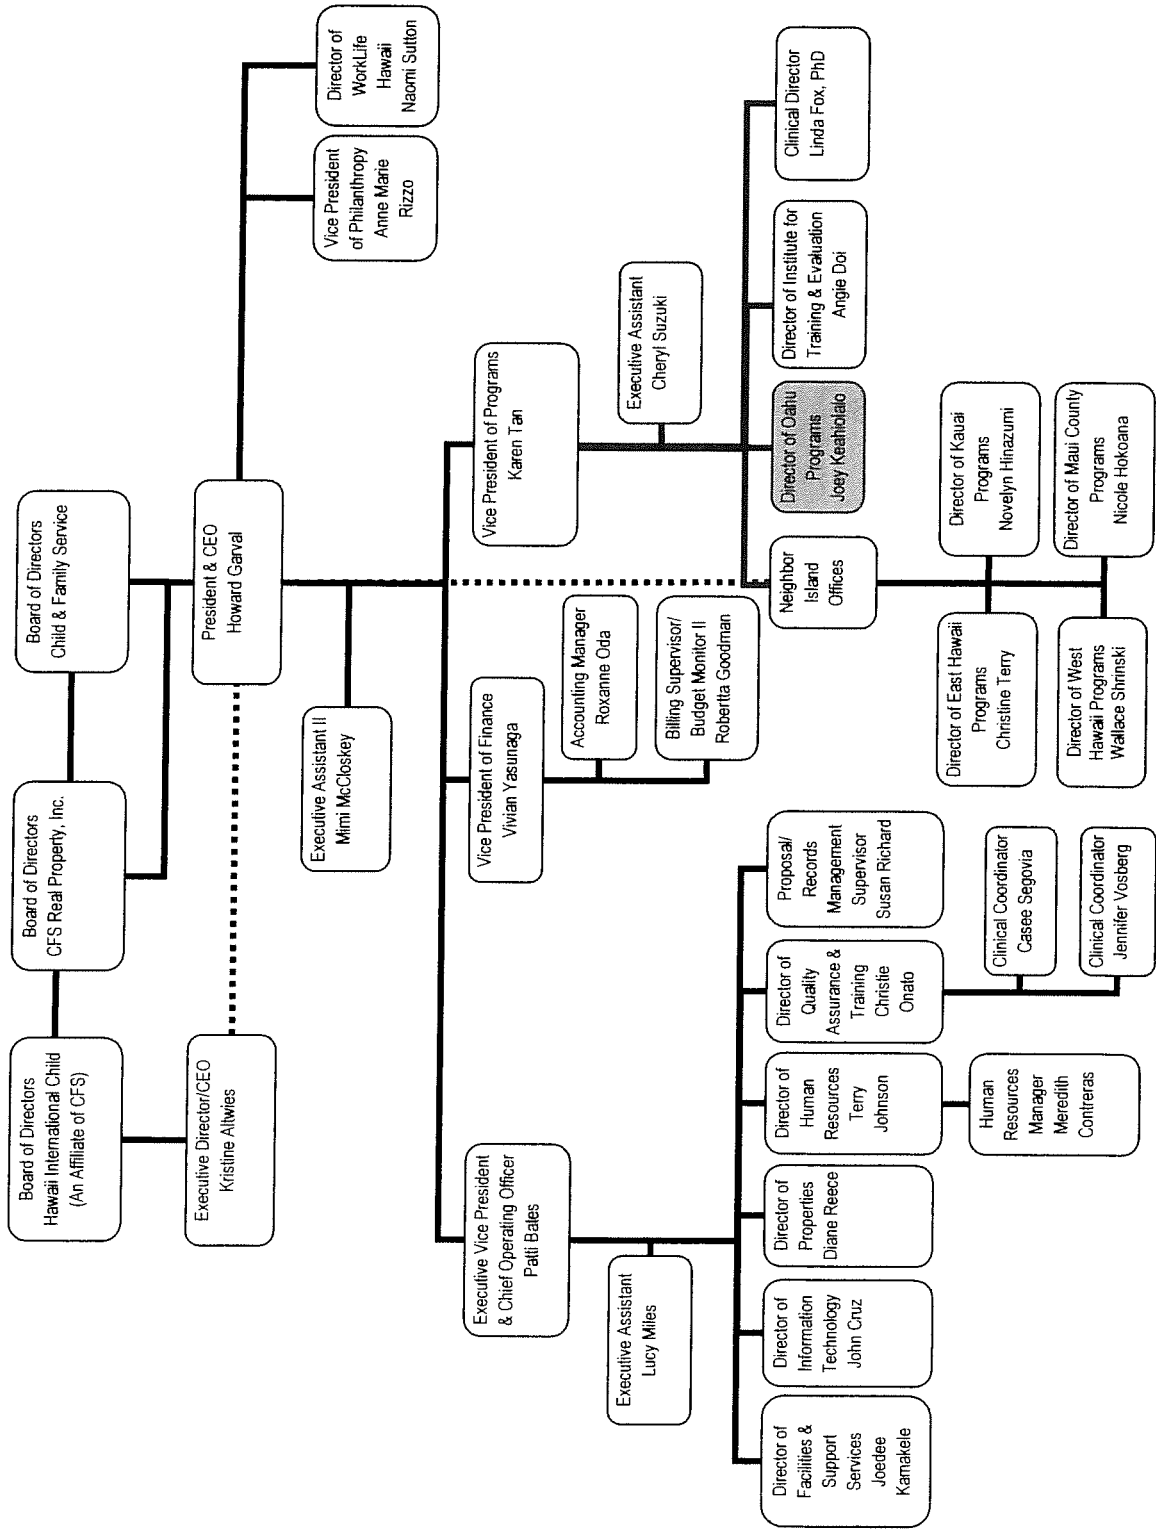 Board of Directors
Hawaii International Child
(An Affiliate of CFS)
Board of Directors
CFS Real Property, Inc.
Board of Directors
Child & Family Service
Executive Director/CEO
Kristine Altwies
President & CEO
Howard Garval
Vice President
of Philanthropy
Anne Marie
Rizzo
Director of
WorkLife
Hawaii
Naomi Sutton
Executive Assistant II
Mimi McCloskey
Executive Vice President
& Chief Operating Officer
Patti Bales
Vice President of Finance
Vivian Yasunaga
Vice President of Programs
Karen Tan
Executive Assistant
Lucy Miles
Accounting Manager
Roxanne Oda
Billing Supervisor/
Budget Monitor II
Robertta Goodman
Executive Assistant
Cheryl Suzuki
Director of
Facilities &
Support
Services
Joedee
Kamakele
Director of
Information
Technology
John Cruz
Director of
Properties
Diane Reece
Director of
Human
Resources
Terry
Johnson
Director of
Quality
Assurance &
Training
Christie
Onato
Proposal/
Records
Management
Supervisor
Susan Richard
Neighbor
Island
Offices
Director of Oahu
Programs
Joey Keahiolalo
Director of Institute for
Training & Evaluation
Angie Doi
Clinical Director
Linda Fox, PhD
Human
Resources
Manager
Meredith
Contreras
Clinical Coordinator
Casee Segovia
Clinical Coordinator
Jennifer Vosberg
Director of East Hawaii
Programs
Christine Terry
Director of Kauai
Programs
Novelyn Hinazumi
Director of West
Hawaii Programs
Wallace Shrinski
Director of Maui County
Programs
Nicole Hokoana